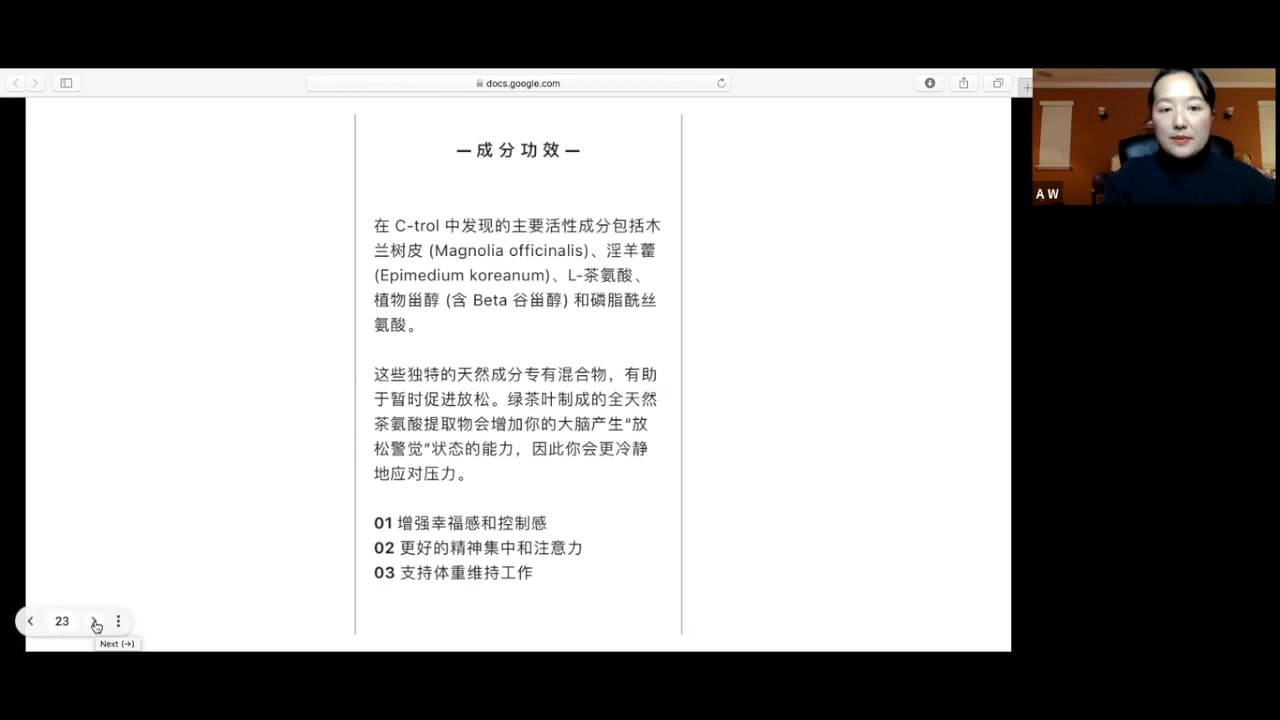 docs.google.com
A W
— 成 分 功 效 —
在 C-trol 中发现的主要活性成分包括木
兰树皮 (Magnolia officinalis)、淫羊藿
(Epimedium koreanum)、L-茶氨酸、
植物甾醇 (含 Beta 谷甾醇) 和磷脂酰丝
氨酸。
这些独特的天然成分专有混合物，有助
于暂时促进放松。绿茶叶制成的全天然
茶氨酸提取物会增加你的大脑产生“放
松警觉”状态的能力，因此你会更冷静
地应对压力。
01 增强幸福感和控制感
02 更好的精神集中和注意力
03 支持体重维持工作
23
Next (→)